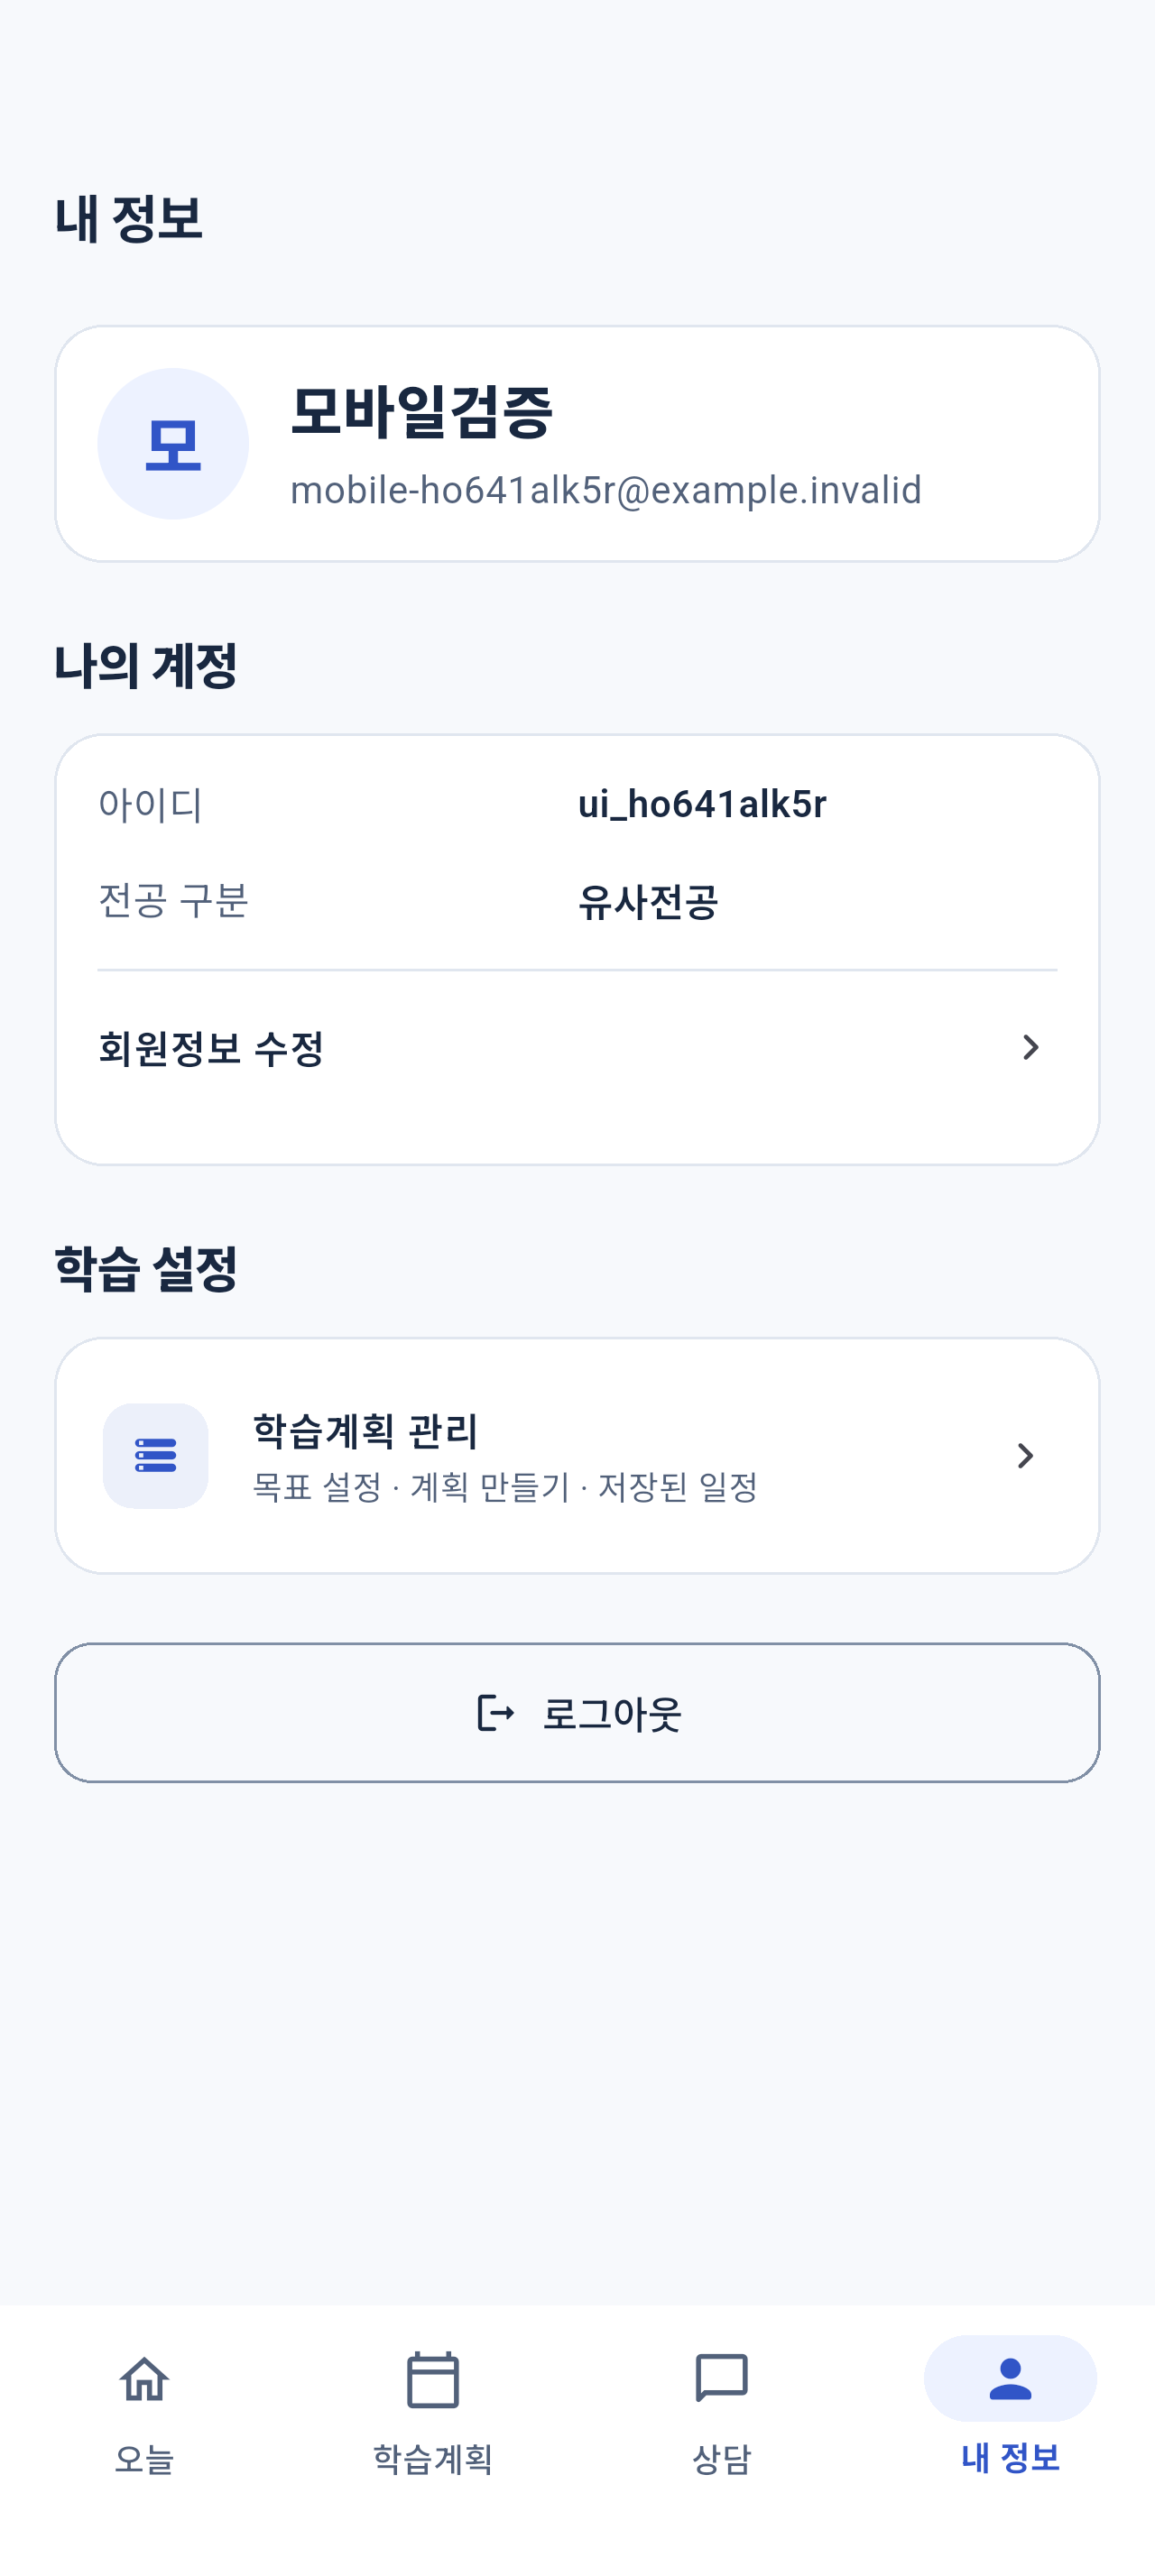 내 정보
모
모바일검증
mobile-ho641alk5r@example.invalid
나의 계정
아이디 ui_ho641alk5r
전공 구분 유사전공
회원정보 수정
학습 설정
학습계획 관리
목표 설정 · 계획 만들기 · 저장된 일정
로그아웃
오늘 학습계획 상담 내 정보